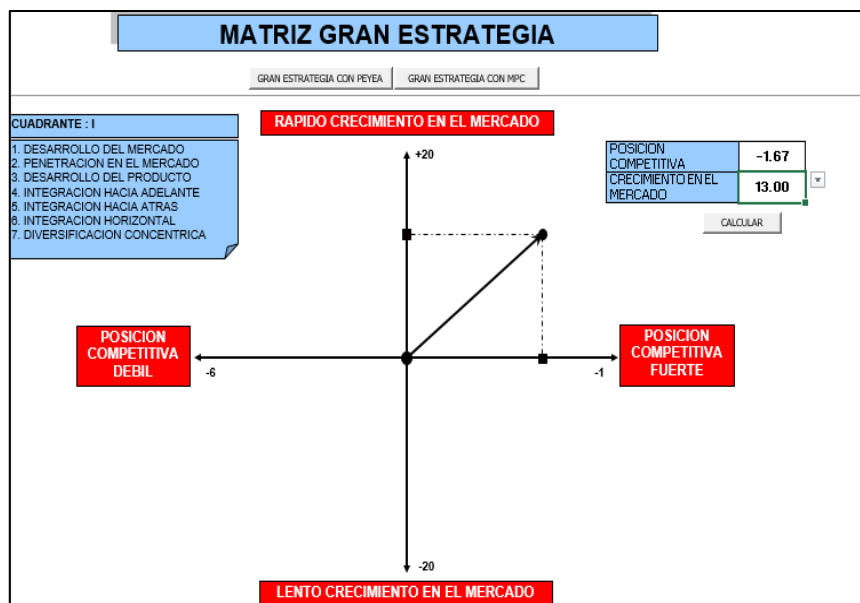 MATRIZ GRAN ESTRATEGIA
GRAN ESTRATEGIA CON PEYEA
GRAN ESTRATEGIA CON MPC
CUADRANTE : I
1. DESARROLLO DEL MERCADO
2. PENETRACION EN EL MERCADO
3. DESARROLLO DEL PRODUCTO
4. INTEGRACION HACIA ADELANTE
5. INTEGRACION HACIA ATRAS
6. INTEGRACION HORIZONTAL
7. DIVERSIFICACION CONCENTRICA
RAPIDO CRECIMIENTO EN EL MERCADO
+20
POSICION
COMPETITIVA
-1.67
CRECIMIENTO EN EL
MERCADO
13.00
CALCULAR
POSICION
COMPETITIVA
DEBIL
-6
-1
POSICION
COMPETITIVA
FUERTE
-20
LENTO CRECIMIENTO EN EL MERCADO